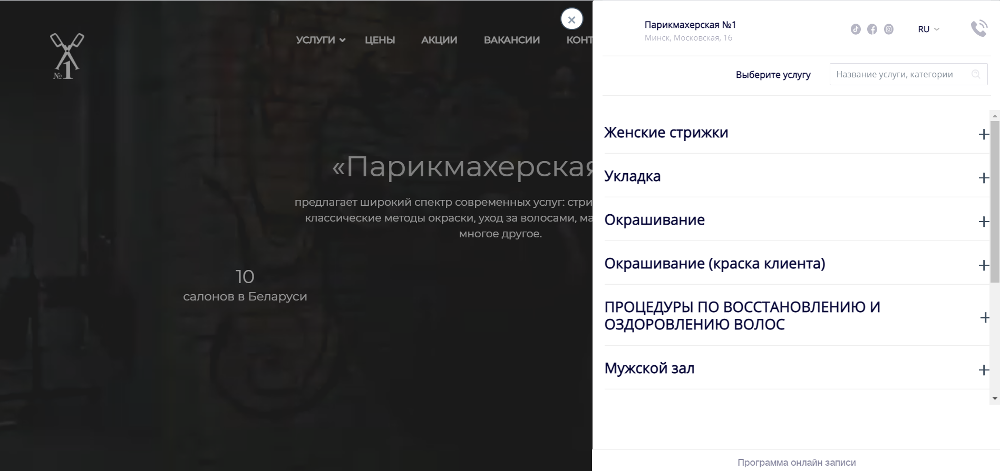 №1
УСЛУГИ ЦЕНЫ АКЦИИ ВАКАНСИИ КОНТ
«Парикмахерская
предлагает широкий спектр современных услуг: стри
классические методы окраски, уход за волосами, ма
многое другое.
10
салонов в Беларуси
Парикмахерская №1
Минск, Московская, 16
RU
Выберите услугу
Название услуги, категории
Женские стрижки
Укладка
Окрашивание
Окрашивание (краска клиента)
ПРОЦЕДУРЫ ПО ВОССТАНОВЛЕНИЮ И
ОЗДОРОВЛЕНИЮ ВОЛОС
Мужской зал
Программа онлайн записи